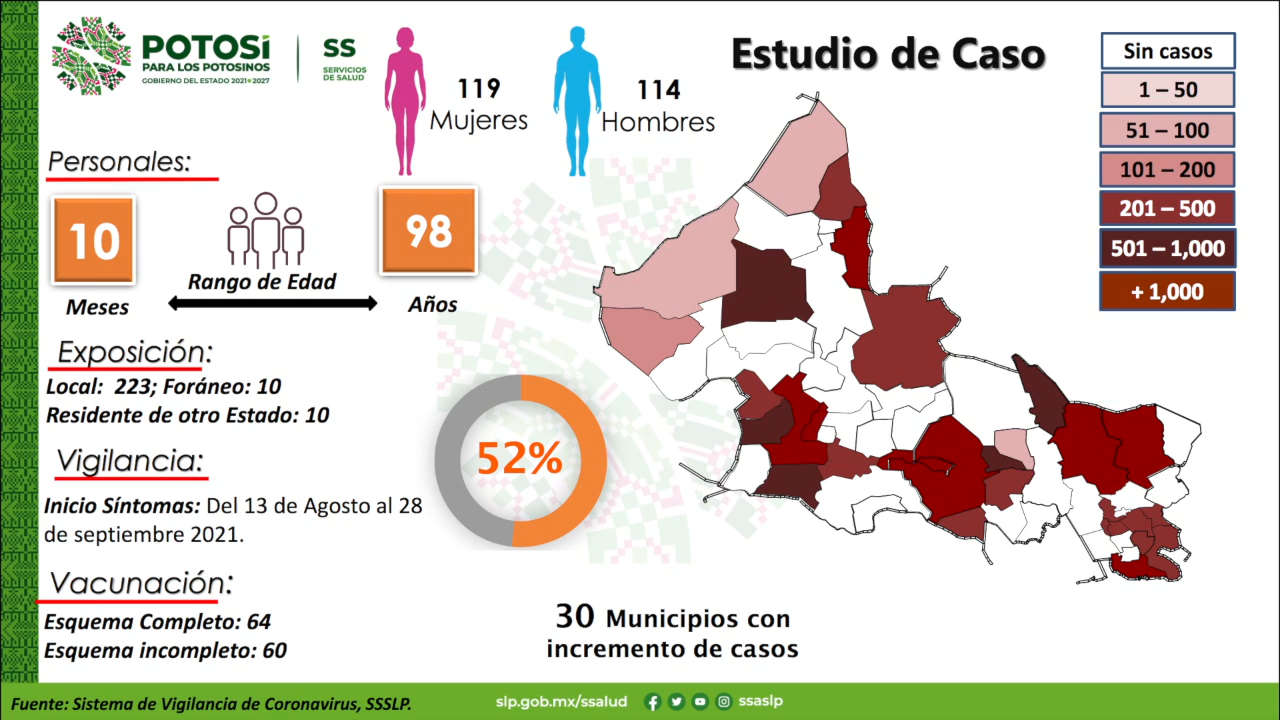 POTOSÍ
PARA LOS POTOSINOS
GOBIERNO DEL ESTADO 2021•2027
SS
SERVICIOS
DE SALUD
119
Mujeres
114
Hombres
Estudio de Caso
Sin casos
1 – 50
51 – 100
101 – 200
201 – 500
501 – 1,000
+ 1,000
Personales:
10
Meses
Rango de Edad
98
Años
Exposición:
Local: 223; Foráneo: 10
Residente de otro Estado: 10
Vigilancia:
Inicio Síntomas: Del 13 de Agosto al 28
de septiembre 2021.
52%
Vacunación:
Esquema Completo: 64
Esquema incompleto: 60
30 Municipios con
incremento de casos
Fuente: Sistema de Vigilancia de Coronavirus, SSSLP.
slp.gob.mx/ssalud
ssaslp